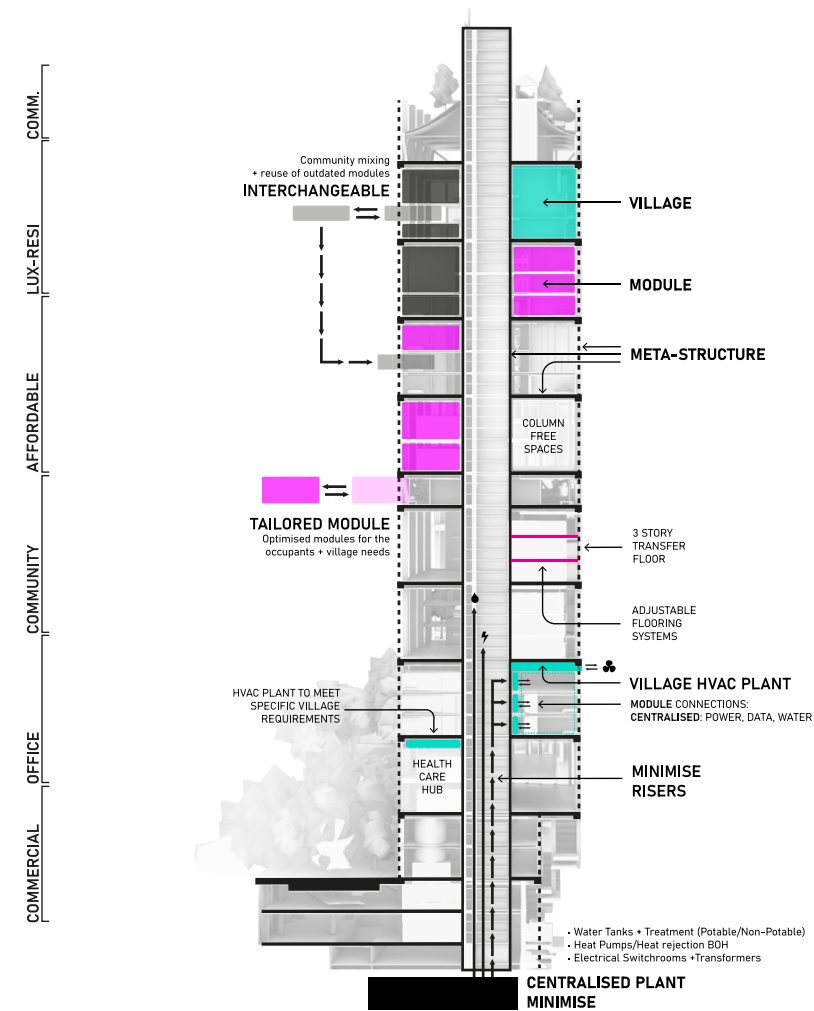 COMM.
LUX-RESI
AFFORDABLE
COMMUNITY
OFFICE
COMMERCIAL
Community mixing
+ reuse of outdated modules
INTERCHANGEABLE
VILLAGE
MODULE
META-STRUCTURE
COLUMN
FREE
SPACES
TAILORED MODULE
Optimised modules for the
occupants + village needs
3 STORY
TRANSFER
FLOOR
ADJUSTABLE
FLOORING
SYSTEMS
VILLAGE HVAC PLANT
MODULE CONNECTIONS:
CENTRALISED: POWER, DATA, WATER
HVAC PLANT TO MEET
SPECIFIC VILLAGE
REQUIREMENTS
HEALTH
CARE
HUB
MINIMISE
RISERS
• Water Tanks + Treatment (Potable/Non-Potable)
• Heat Pumps/Heat rejection BOH
• Electrical Switchrooms +Transformers
CENTRALISED PLANT
MINIMISE